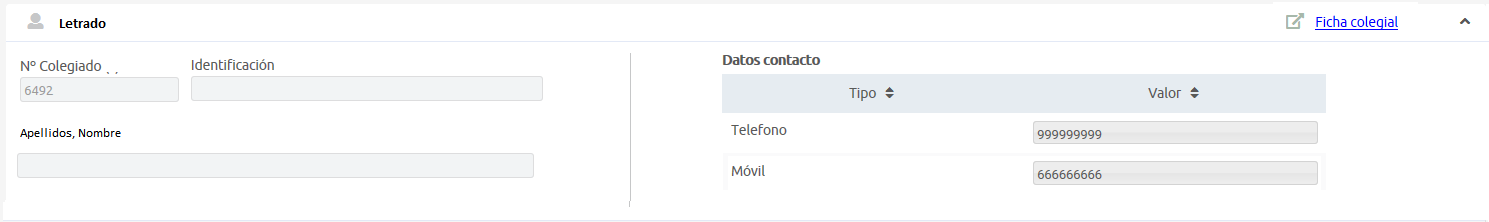 Letrado
Ficha colegial
Nº Colegiado
Identificación
6492
Apellidos, Nombre
Datos contacto
Tipo
Valor
Telefono
999999999
Móvil
666666666